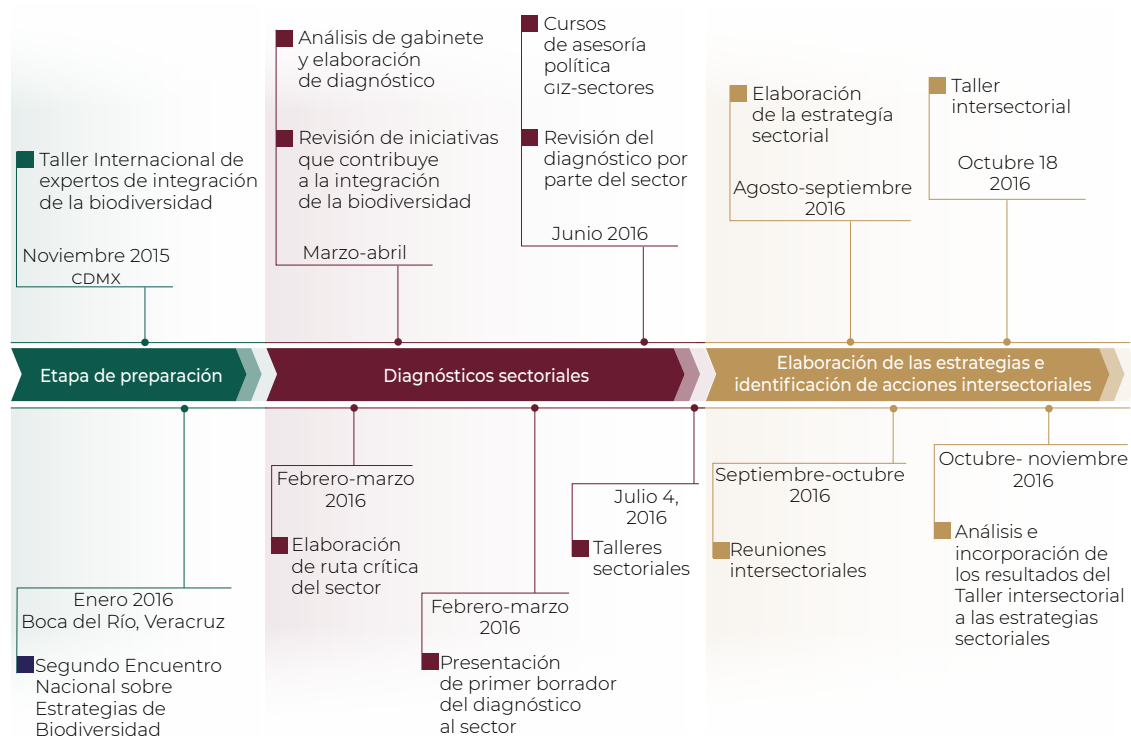 Taller Internacional de
expertos de integración
de la biodiversidad
Noviembre 2015
CDMX
Análisis de gabinete
y elaboración
de diagnóstico
Revisión de iniciativas
que contribuye
a la integración
de la biodiversidad
Marzo-abril
Cursos
de asesoría
política
GIZ-sectores
Revisión del
diagnóstico por
parte del sector
Junio 2016
Elaboración
de la estrategía
sectorial
Agosto-septiembre
2016
Taller
intersectorial
Octubre 18
2016
Etapa de preparación
Diagnósticos sectoriales
Elaboración de las estrategias e
identificación de acciones intersectoriales
Enero 2016
Boca del Río, Veracruz
Segundo Encuentro
Nacional sobre
Estrategias de
Biodiversidad
Febrero-marzo
2016
Elaboración
de ruta crítica
del sector
Febrero-marzo
2016
Presentación
de primer borrador
del diagnóstico
al sector
Julio 4,
2016
Talleres
sectoriales
Septiembre-octubre
2016
Reuniones
intersectoriales
Octubre- noviembre
2016
Análisis e
incorporación de
los resultados del
Taller intersectorial
a las estrategias
sectoriales